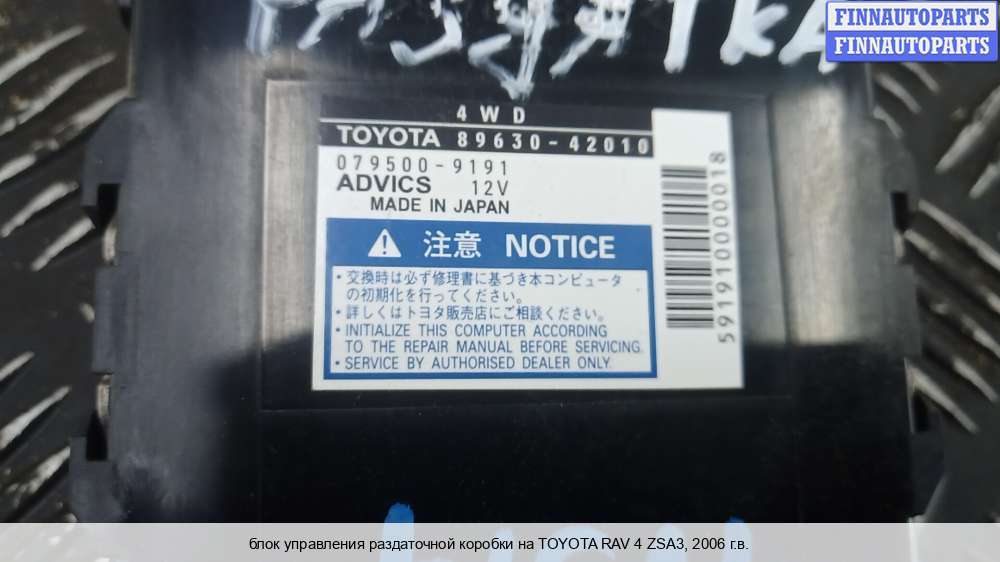 FINNAUTOPARTS
FINNAUTOPARTS
4WD
TOYOTA 89630-42010
079500-9191
ADVICS 12V
MADE IN JAPAN
591910000018
注意 NOTICE
・交換時は必ず修理書に基づき本コンピュータ
の初期化を行ってください。
・詳しくはトヨタ販売店にご相談ください。
・INITIALIZE THIS COMPUTER ACCORDING
TO THE REPAIR MANUAL BEFORE SERVICING.
・SERVICE BY AUTHORISED DEALER ONLY.
блок управления раздаточной коробки на TOYOTA RAV 4 ZSA3, 2006 г.в.